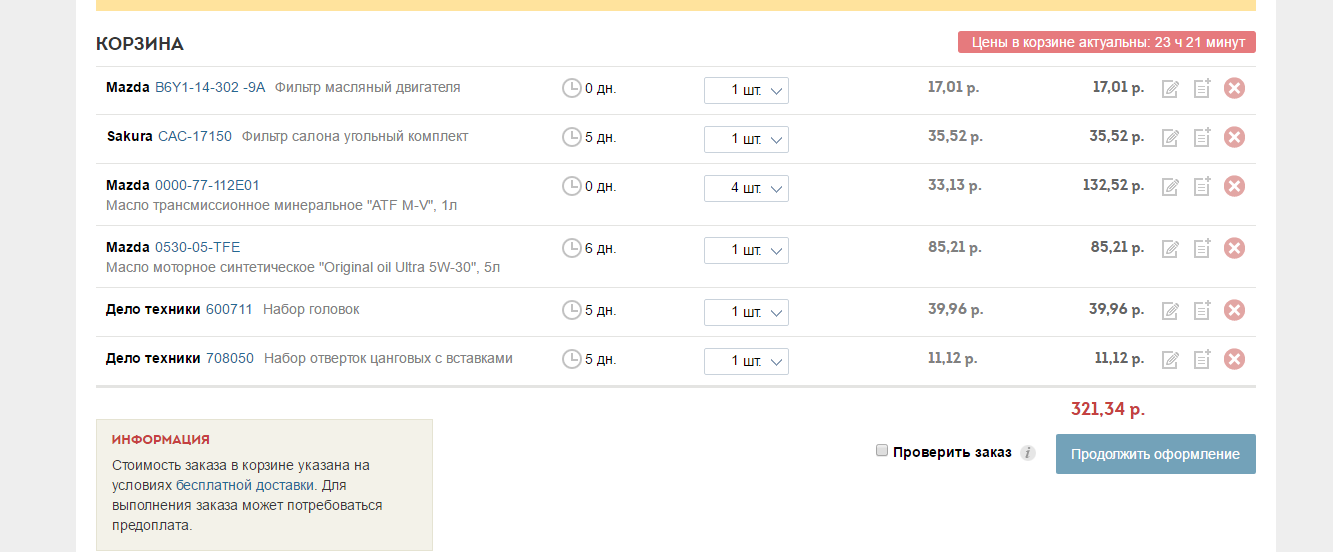 КОРЗИНА
Цены в корзине актуальны: 23 ч 21 минут
Mazda B6Y1-14-302 -9A Фильтр масляный двигателя 0 дн. 1 шт. 17,01 р. 17,01 р.
Sakura CAC-17150 Фильтр салона угольный комплект 5 дн. 1 шт. 35,52 р. 35,52 р.
Mazda 0000-77-112E01 0 дн. 4 шт. 33,13 р. 132,52 р.
Масло трансмиссионное минеральное "ATF M-V", 1л
Mazda 0530-05-TFE 6 дн. 1 шт. 85,21 р. 85,21 р.
Масло моторное синтетическое "Original oil Ultra 5W-30", 5л
Дело техники 600711 Набор головок 5 дн. 1 шт. 39,96 р. 39,96 р.
Дело техники 708050 Набор отверток цанговых с вставками 5 дн. 1 шт. 11,12 р. 11,12 р.
321,34 р.
ИНФОРМАЦИЯ
Стоимость заказа в корзине указана на
условиях бесплатной доставки. Для
выполнения заказа может потребоваться
предоплата.
Проверить заказ i
Продолжить оформление